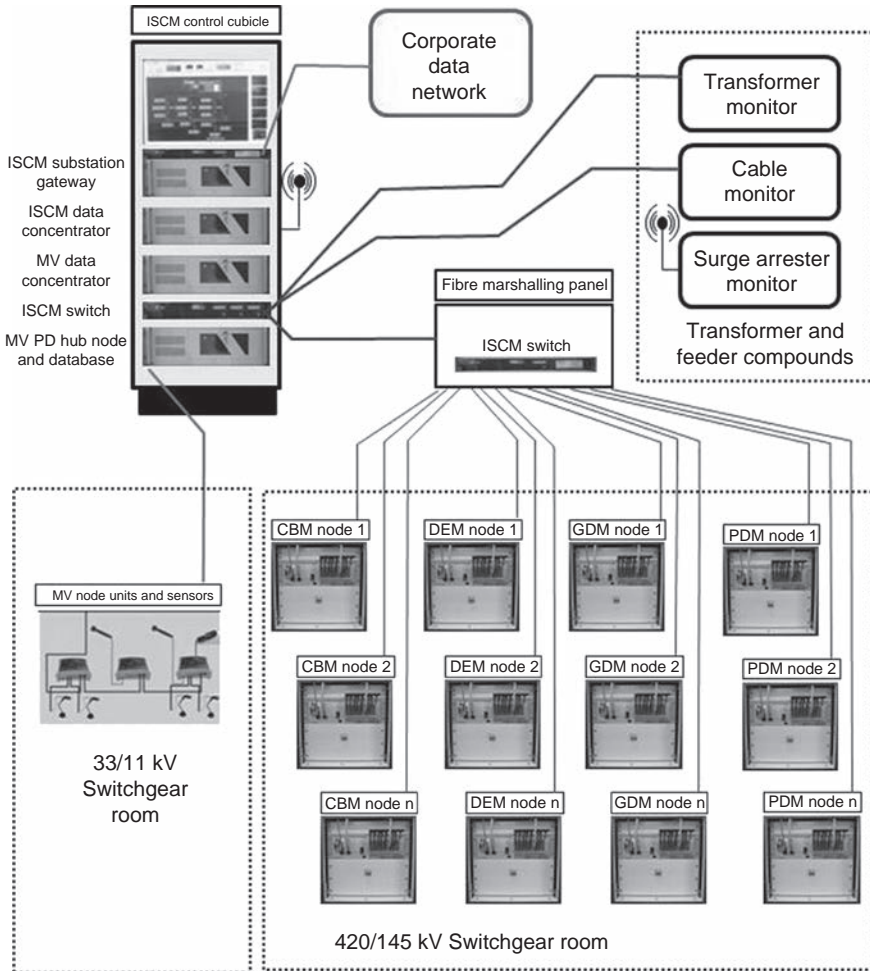 ISCM control cubicle
Corporate
data
network
Transformer
monitor
Cable
monitor
Surge arrester
monitor
Transformer and
feeder compounds
ISCM substation
gateway
ISCM data
concentrator
MV data
concentrator
ISCM switch
MV PD hub node
and database
Fibre marshalling panel
ISCM switch
MV node units and sensors
33/11 kV
Switchgear
room
CBM node 1
DEM node 1
GDM node 1
PDM node 1
CBM node 2
DEM node 2
GDM node 2
PDM node 2
CBM node n
DEM node n
GDM node n
PDM node n
420/145 kV Switchgear room